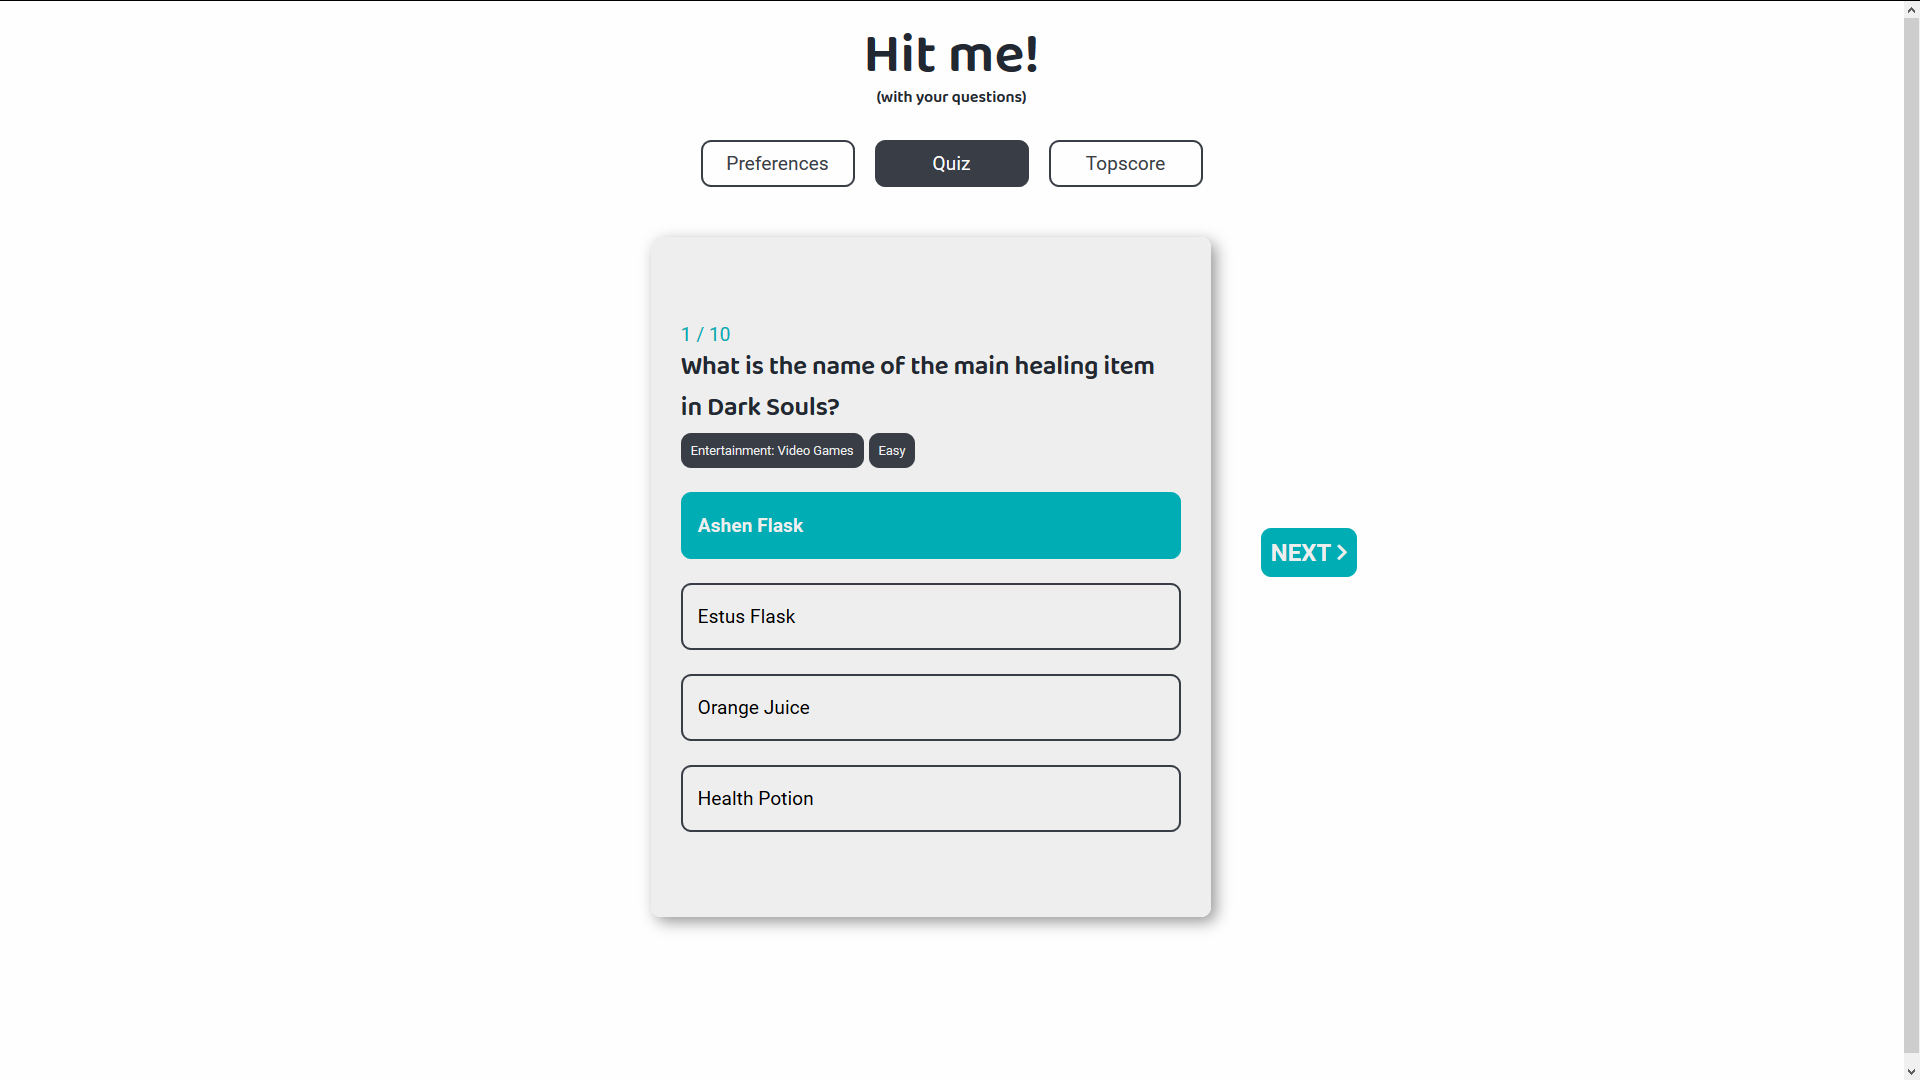 Hit me!
(with your questions)
Preferences
Quiz
Topscore
1 / 10
What is the name of the main healing item
in Dark Souls?
Entertainment: Video Games
Easy
Ashen Flask
NEXT
Estus Flask
Orange Juice
Health Potion